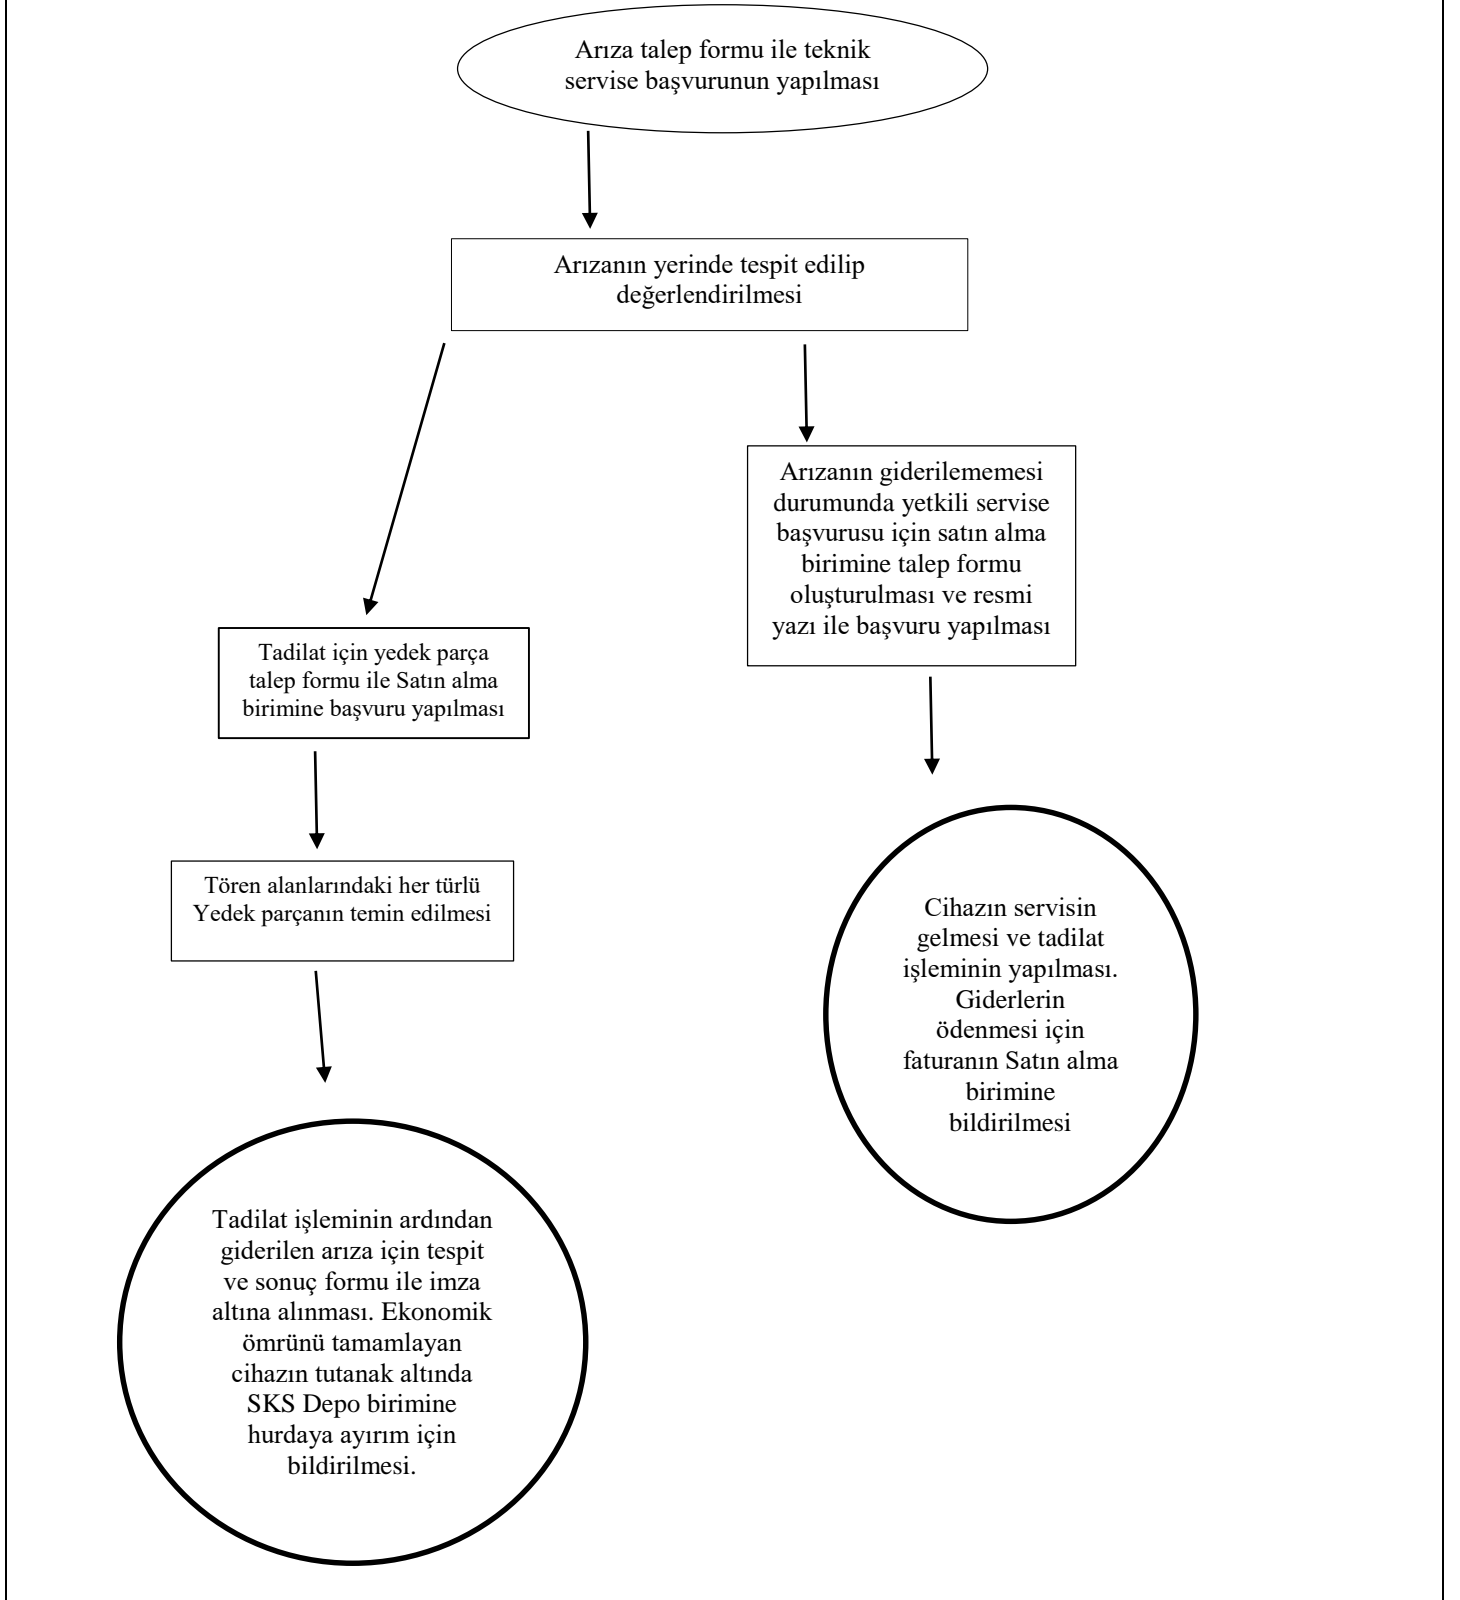 Arıza talep formu ile teknik
servise başvurunun yapılması
Arızanın yerinde tespit edilip
değerlendirilmesi
Arızanın giderilememesi
durumunda yetkili servise
başvurusu için satın alma
birimine talep formu
oluşturulması ve resmi
yazı ile başvuru yapılması
Tadilat için yedek parça
talep formu ile Satın alma
birimine başvuru yapılması
Tören alanlarındaki her türlü
Yedek parçanın temin edilmesi
Cihazın servisin
gelmesi ve tadilat
işleminin yapılması.
Giderlerin
ödenmesi için
faturanın Satın alma
birimine
bildirilmesi
Tadilat işleminin ardından
giderilen arıza için tespit
ve sonuç formu ile imza
altına alınması. Ekonomik
ömrünü tamamlayan
cihazın tutanak altında
SKS Depo birimine
hurdaya ayırım için
bildirilmesi.